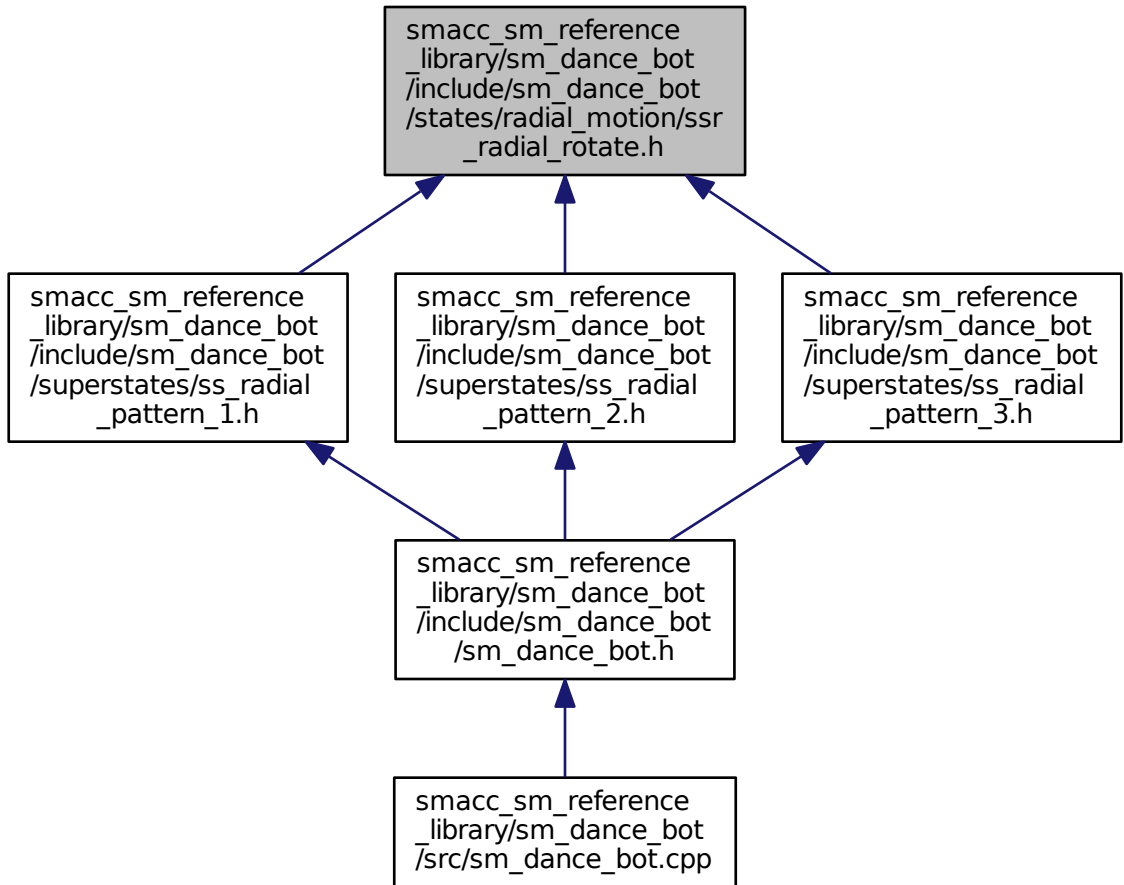 smacc_sm_reference
_library/sm_dance_bot
/include/sm_dance_bot
/states/radial_motion/ssr
_radial_rotate.h
smacc_sm_reference
_library/sm_dance_bot
/include/sm_dance_bot
/superstates/ss_radial
_pattern_1.h
smacc_sm_reference
_library/sm_dance_bot
/include/sm_dance_bot
/superstates/ss_radial
_pattern_2.h
smacc_sm_reference
_library/sm_dance_bot
/include/sm_dance_bot
/superstates/ss_radial
_pattern_3.h
smacc_sm_reference
_library/sm_dance_bot
/include/sm_dance_bot
/sm_dance_bot.h
smacc_sm_reference
_library/sm_dance_bot
/src/sm_dance_bot.cpp